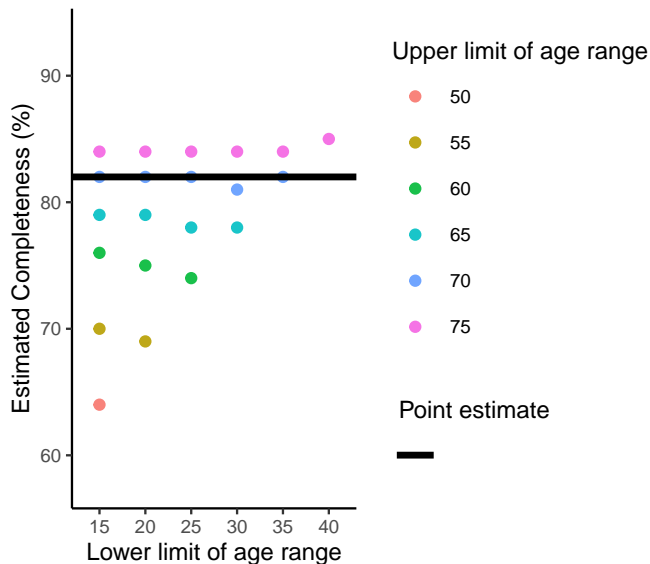 Estimated Completeness (%)
90
80
70
60
15 20 25 30 35 40
Lower limit of age range
Upper limit of age range
50
55
60
65
70
75
Point estimate